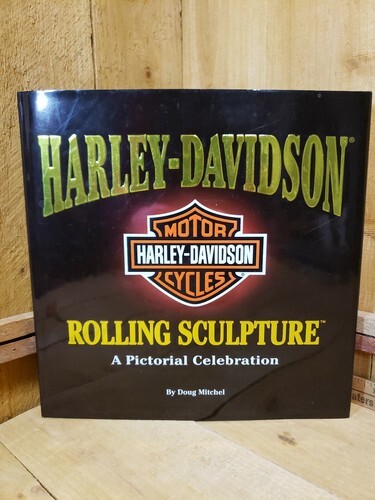 HARLEY-DAVIDSON®
MOTOR
HARLEY-DAVIDSON
CYCLES
ROLLING SCULPTURE™
A Pictorial Celebration
By Doug Mitchel